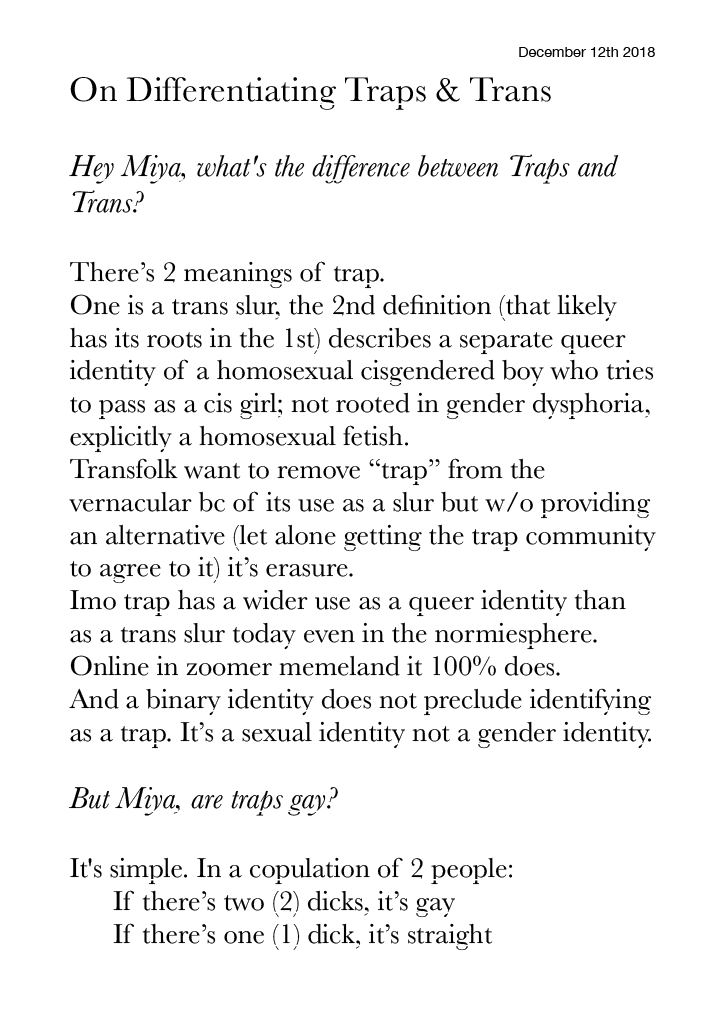 December 12th 2018
On Differentiating Traps & Trans
Hey Miya, what's the difference between Traps and
Trans?
There’s 2 meanings of trap.
One is a trans slur, the 2nd definition (that likely
has its roots in the 1st) describes a separate queer
identity of a homosexual cisgendered boy who tries
to pass as a cis girl; not rooted in gender dysphoria,
explicitly a homosexual fetish.
Transfolk want to remove “trap” from the
vernacular bc of its use as a slur but w/o providing
an alternative (let alone getting the trap community
to agree to it) it’s erasure.
Imo trap has a wider use as a queer identity than
as a trans slur today even in the normiesphere.
Online in zoomer memeland it 100% does.
And a binary identity does not preclude identifying
as a trap. It’s a sexual identity not a gender identity.
But Miya, are traps gay?
It's simple. In a copulation of 2 people:
If there’s two (2) dicks, it’s gay
If there’s one (1) dick, it’s straight